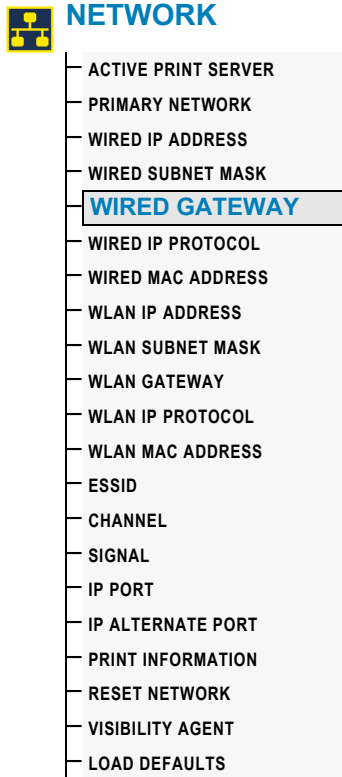 NETWORK
ACTIVE PRINT SERVER
PRIMARY NETWORK
WIRED IP ADDRESS
WIRED SUBNET MASK
WIRED GATEWAY
WIRED IP PROTOCOL
WIRED MAC ADDRESS
WLAN IP ADDRESS
WLAN SUBNET MASK
WLAN GATEWAY
WLAN IP PROTOCOL
WLAN MAC ADDRESS
ESSID
CHANNEL
SIGNAL
IP PORT
IP ALTERNATE PORT
PRINT INFORMATION
RESET NETWORK
VISIBILITY AGENT
LOAD DEFAULTS